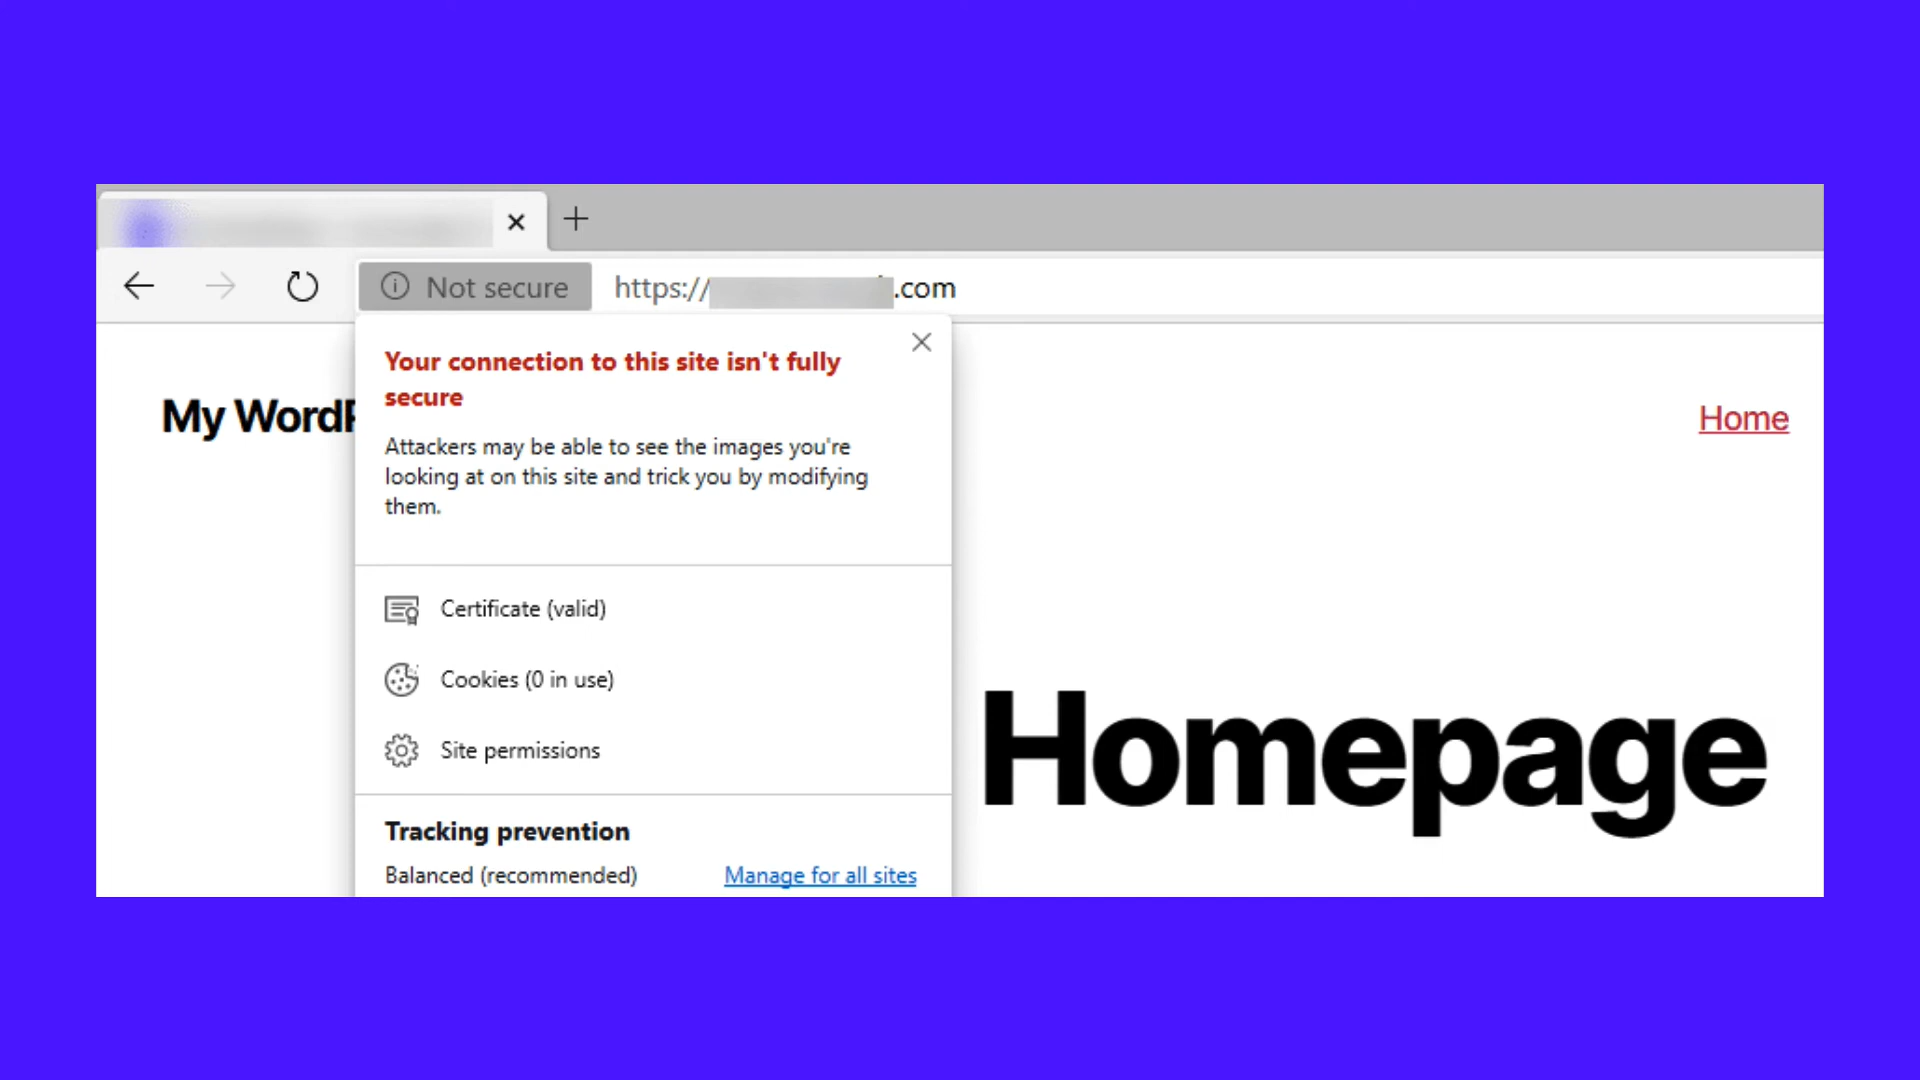 Not secure
https://
.com
Your connection to this site isn't fully
secure
Attackers may be able to see the images you're
looking at on this site and trick you by modifying
them.
Certificate (valid)
Cookies (0 in use)
Site permissions
Tracking prevention
Balanced (recommended) Manage for all sites
My WordP
Home
Homepage